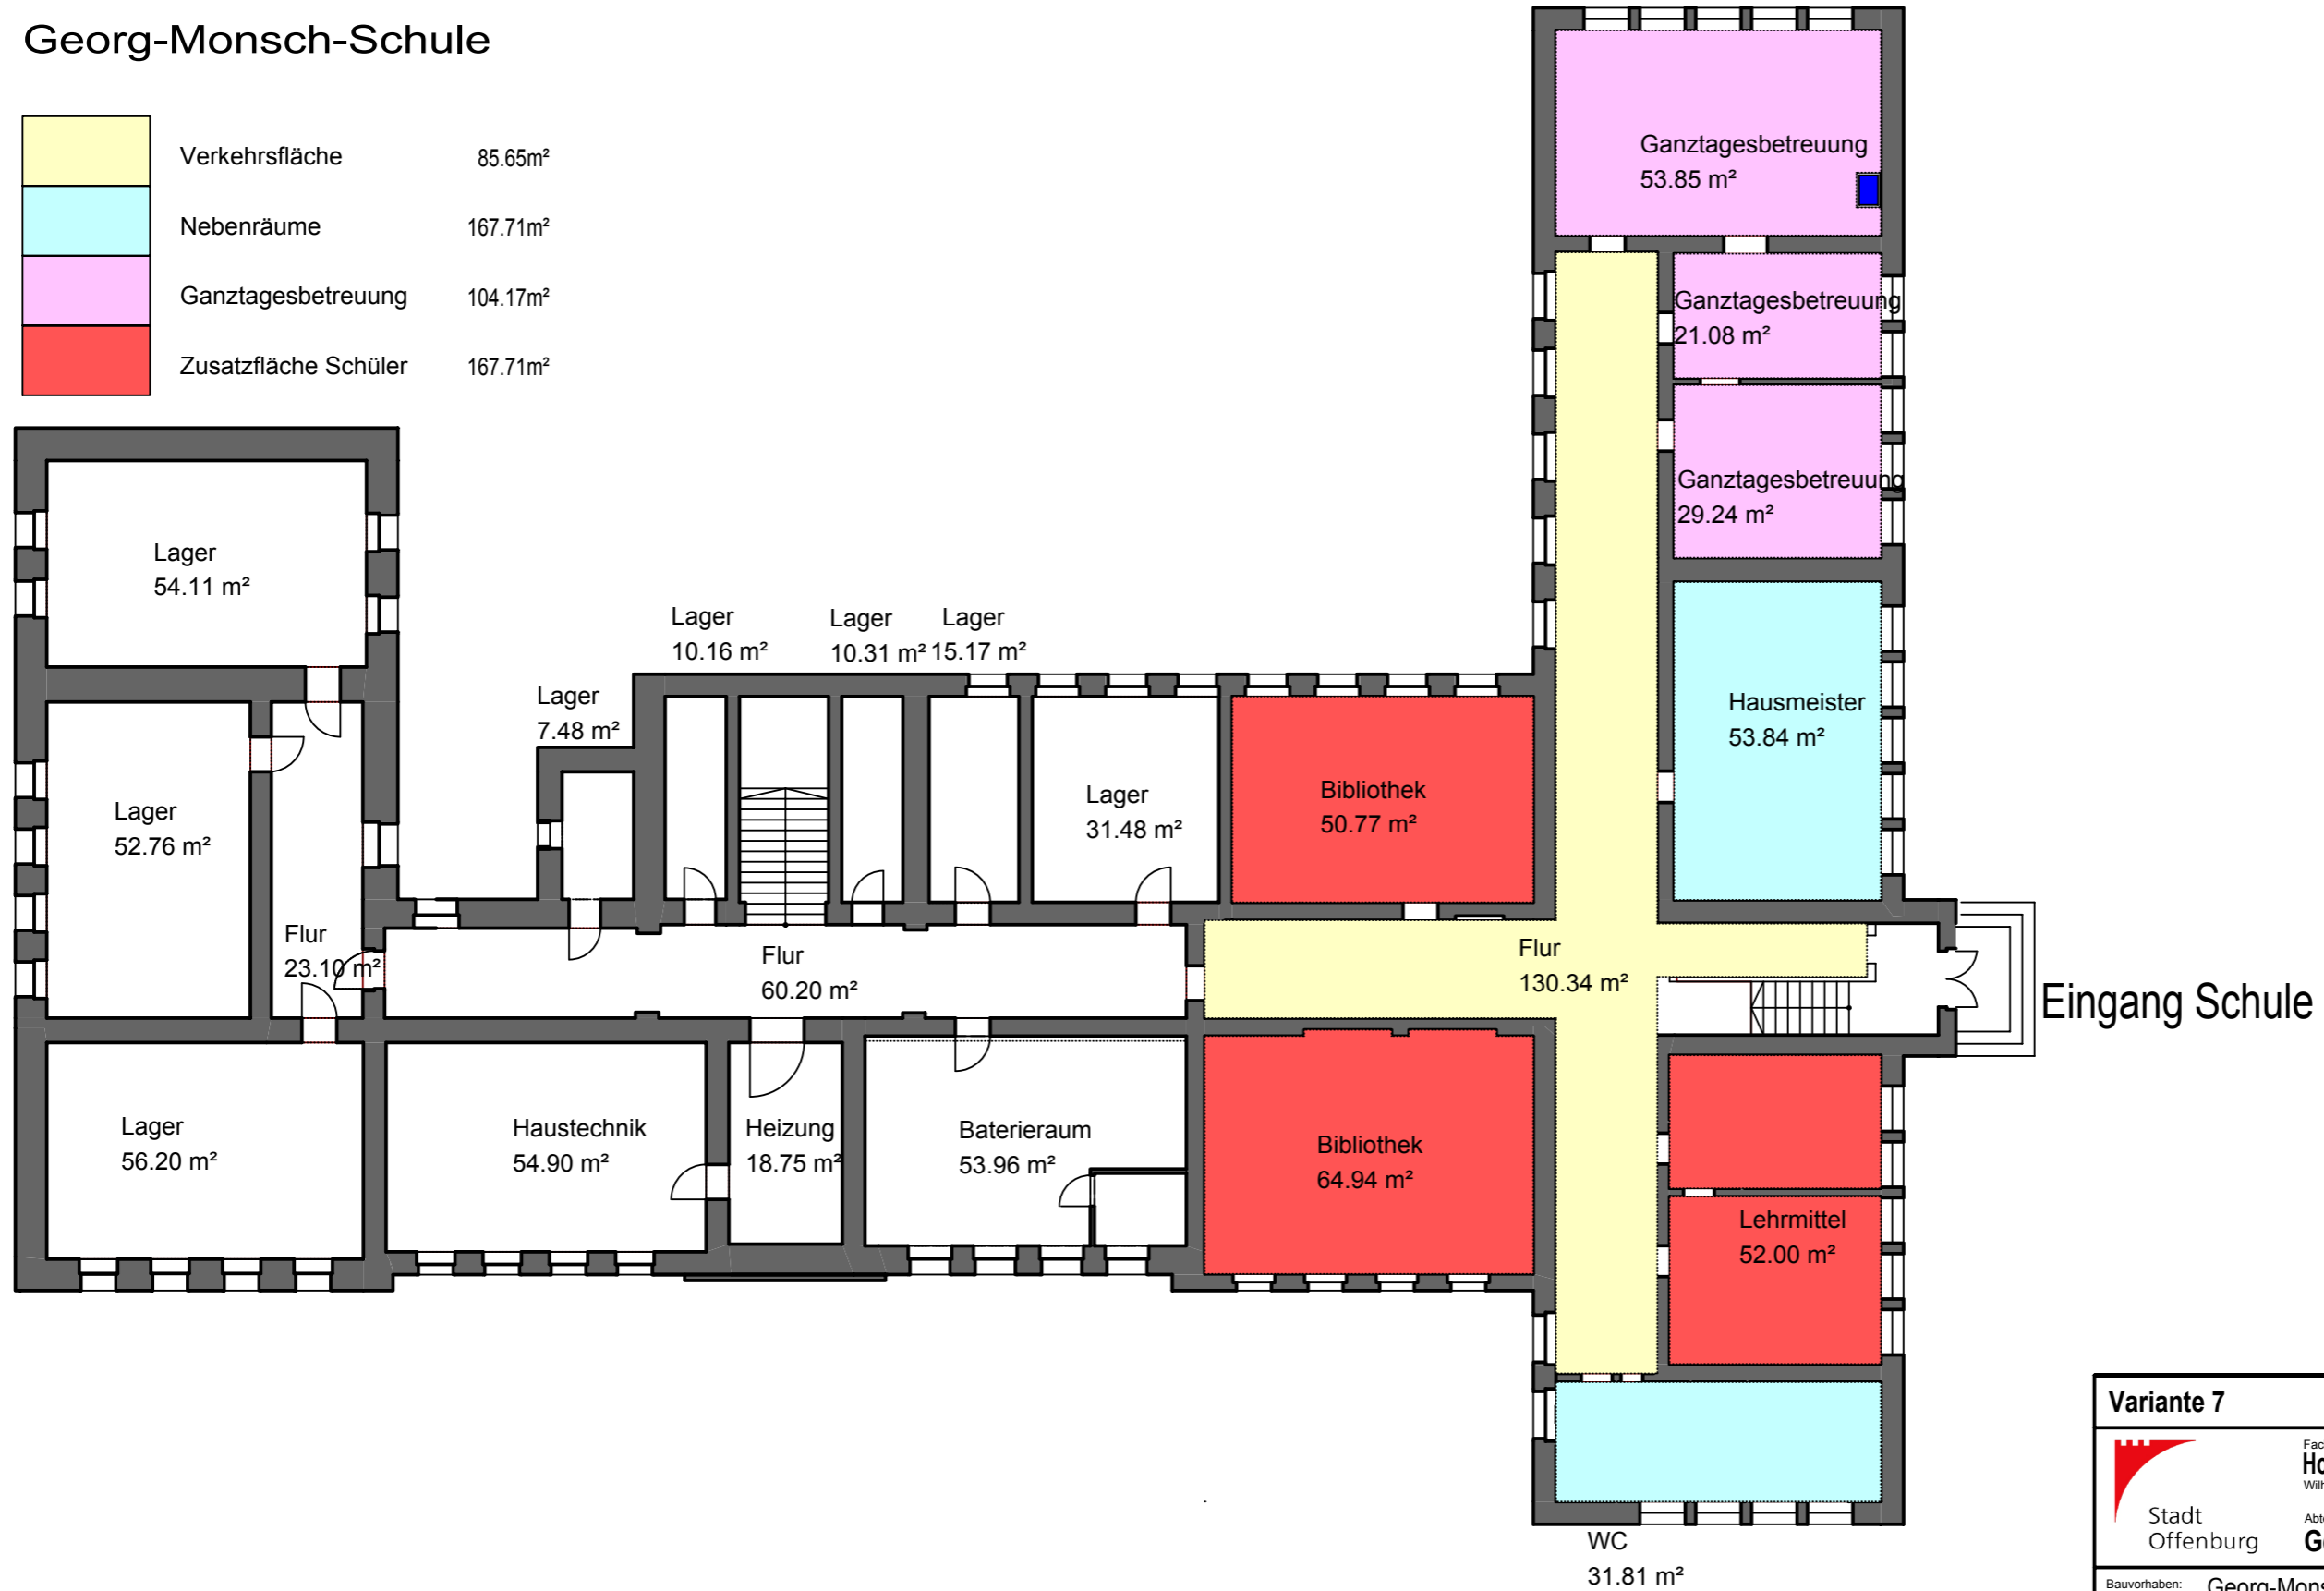 Georg-Monsch-Schule
Verkehrsfläche 85.65m²
Nebenräume 167.71m²
Ganztagesbetreuung 104.17m²
Zusatzfläche Schüler 167.71m²
Ganztagesbetreuung
53.85 m²
Ganztagesbetreuung
21.08 m²
Ganztagesbetreuung
29.24 m²
Lager
54.11 m²
Lager
10.16 m²
Lager
10.31 m²
Lager
15.17 m²
Lager
7.48 m²
Hausmeister
53.84 m²
Lager
52.76 m²
Lager
31.48 m²
Bibliothek
50.77 m²
Flur
23.10 m²
Flur
60.20 m²
Flur
130.34 m²
Eingang Schule
Lager
56.20 m²
Haustechnik
54.90 m²
Heizung
18.75 m²
Baterieraum
53.96 m²
Bibliothek
64.94 m²
Lehrmittel
52.00 m²
WC
31.81 m²
Variante 7
Stadt
Offenburg
Bauvorhaben: